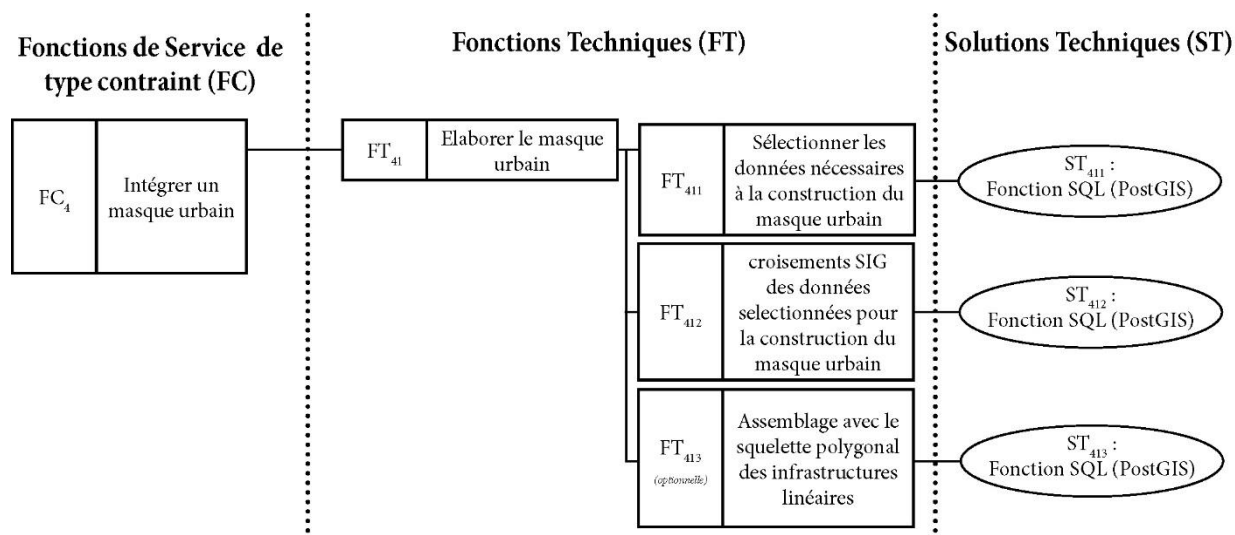 Fonctions de Service de
type contraint (FC)
Fonctions Techniques (FT)
Solutions Techniques (ST)
FC4
Intégrer un
masque urbain
FT41
Elaborer le masque
urbain
FT411
Sélectionner les
données nécessaires
à la construction du
masque urbain
ST411 :
Fonction SQL (PostGIS)
FT412
croisements SIG
des données
selectionnées pour
la construction du
masque urbain
ST412 :
Fonction SQL (PostGIS)
FT413
(optionnelle)
Assemblage avec le
squelette polygonal
des infrastructures
linéaires
ST413 :
Fonction SQL (PostGIS)